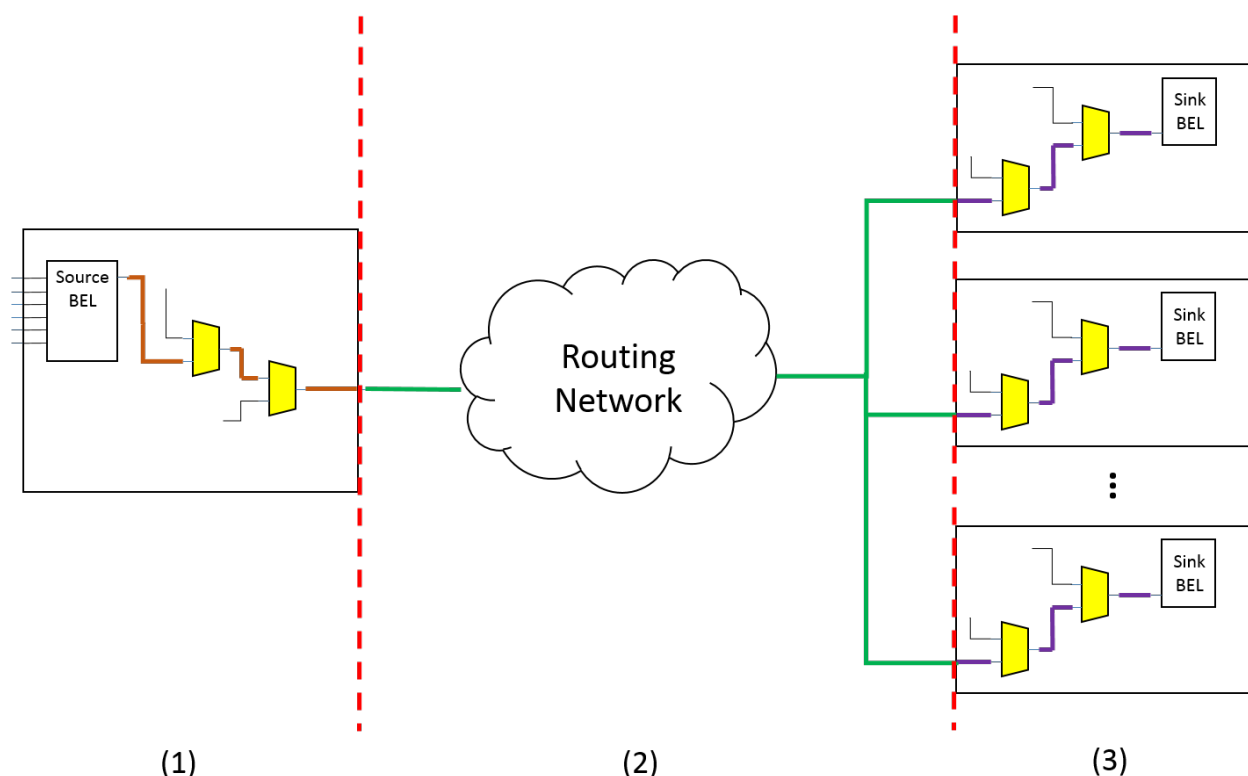 Source
BEL
Routing
Network
Sink
BEL
Sink
BEL
...
Sink
BEL
(1)
(2)
(3)